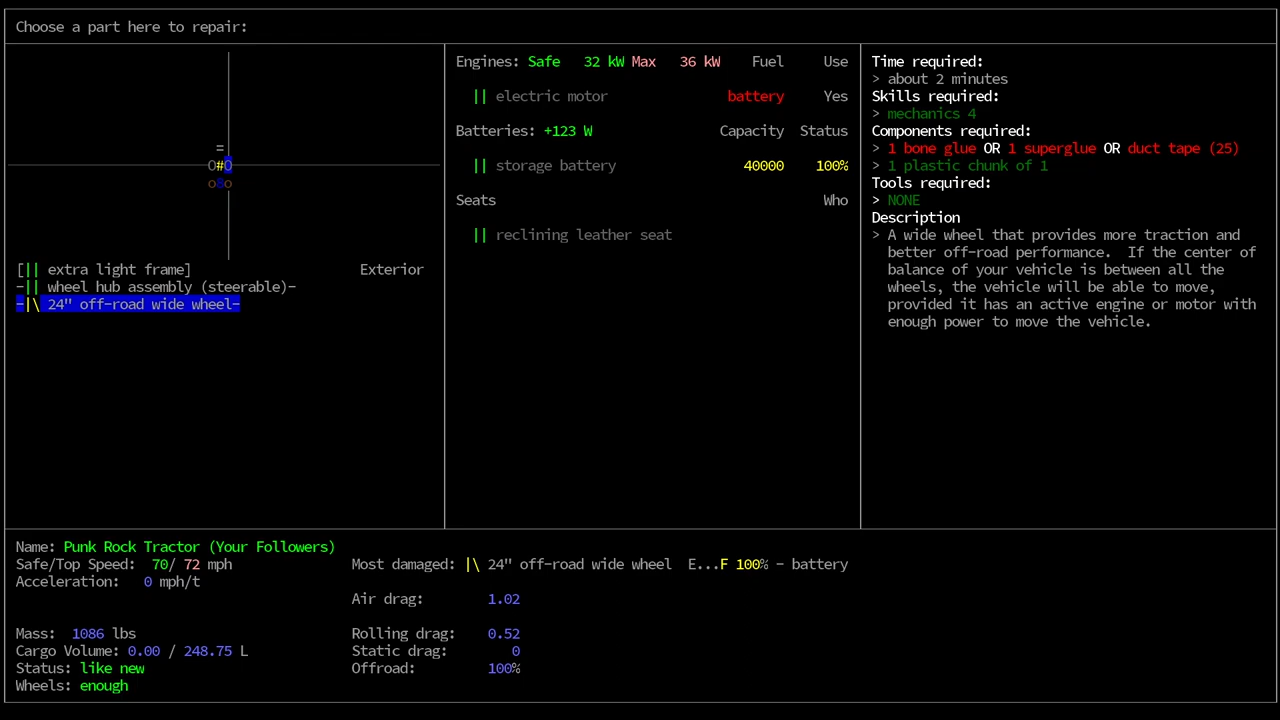 Choose a part here to repair:
=
O#O
o▒o
[|| extra light frame] Exterior
-|| wheel hub assembly (steerable)-
-|\ 24" off-road wide wheel-
Engines: Safe 32 kW Max 36 kW Fuel Use
|| electric motor battery Yes
Batteries: +123 W Capacity Status
|| storage battery 40000 100%
Seats Who
|| reclining leather seat
Time required:
> about 2 minutes
Skills required:
> mechanics 4
Components required:
> 1 bone glue OR 1 superglue OR duct tape (25)
> 1 plastic chunk of 1
Tools required:
> NONE
Description
> A wide wheel that provides more traction and
better off-road performance. If the center of
balance of your vehicle is between all the
wheels, the vehicle will be able to move,
provided it has an active engine or motor with
enough power to move the vehicle.
Name: Punk Rock Tractor (Your Followers)
Safe/Top Speed: 70/ 72 mph Most damaged: |\ 24" off-road wide wheel E...F 100% - battery
Acceleration: 0 mph/t
Air drag: 1.02
Mass: 1086 lbs Rolling drag: 0.52
Cargo Volume: 0.00 / 248.75 L Static drag: 0
Status: like new Offroad: 100%
Wheels: enough